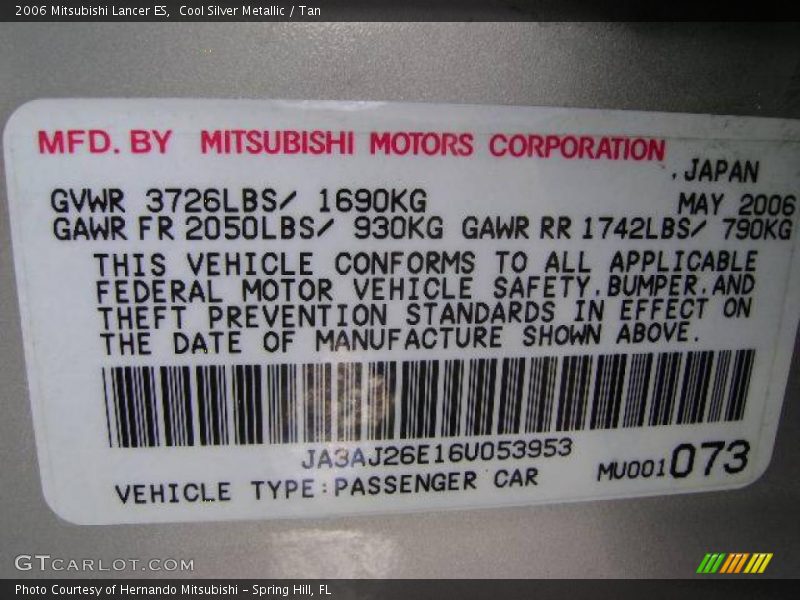 2006 Mitsubishi Lancer ES,  Cool Silver Metallic / Tan
MFD. BY MITSUBISHI MOTORS CORPORATION
.JAPAN
GVWR 3726LBS/ 1690KG MAY 2006
GAWR FR 2050LBS/ 930KG GAWR RR 1742LBS/ 790KG
THIS VEHICLE CONFORMS TO ALL APPLICABLE
FEDERAL MOTOR VEHICLE SAFETY.BUMPER.AND
THEFT PREVENTION STANDARDS IN EFFECT ON
THE DATE OF MANUFACTURE SHOWN ABOVE.
JA3AJ26E16U053953
VEHICLE TYPE:PASSENGER CAR MU001073
GTCARLOT.COM
Photo Courtesy of Hernando Mitsubishi – Spring Hill, FL